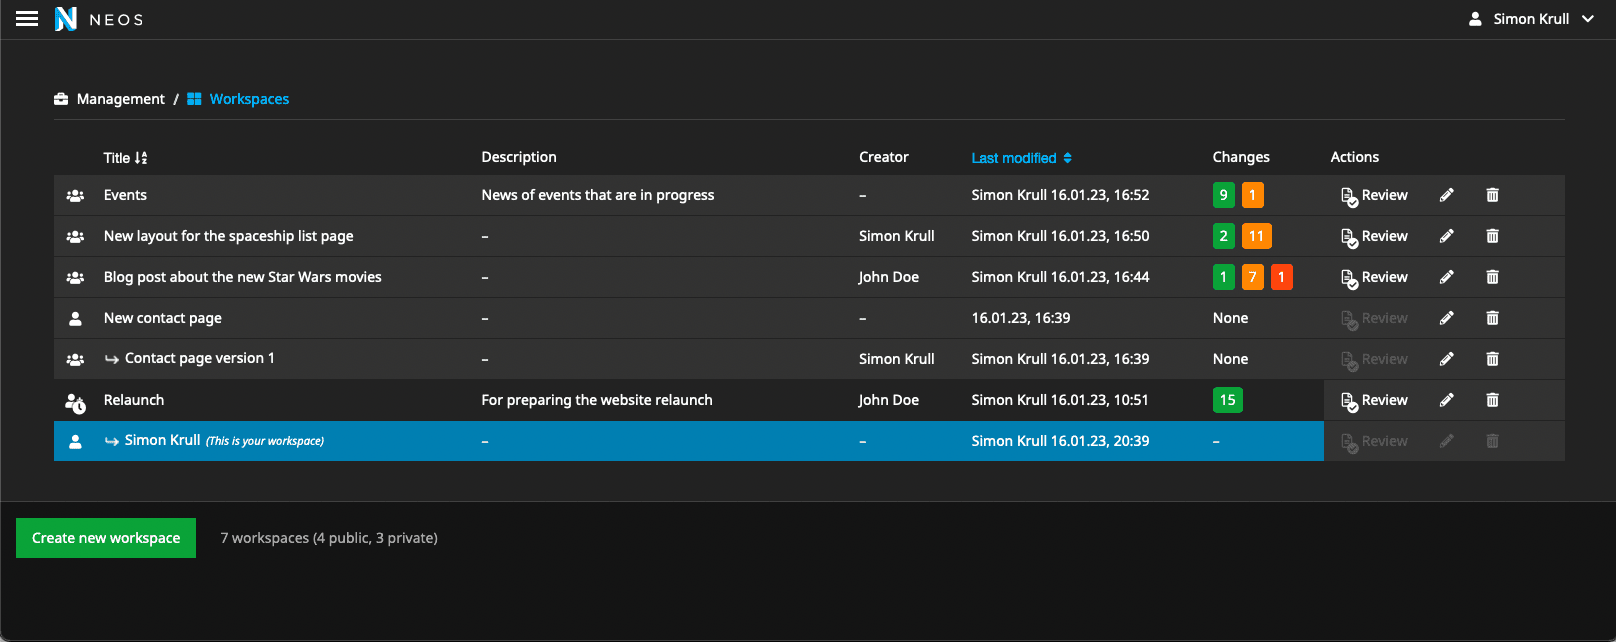 NEOS
Simon Krull
Management / Workspaces
Title Description Creator Last modified Changes Actions
Events News of events that are in progress – Simon Krull 16.01.23, 16:52 9 1 Review
New layout for the spaceship list page – Simon Krull Simon Krull 16.01.23, 16:50 2 11 Review
Blog post about the new Star Wars movies – John Doe Simon Krull 16.01.23, 16:44 1 7 1 Review
New contact page – – 16.01.23, 16:39 None Review
Contact page version 1 – Simon Krull Simon Krull 16.01.23, 16:39 None Review
Relaunch For preparing the website relaunch John Doe Simon Krull 16.01.23, 10:51 15 Review
Simon Krull (This is your workspace) – – Simon Krull 16.01.23, 20:39 – Review
Create new workspace 7 workspaces (4 public, 3 private)